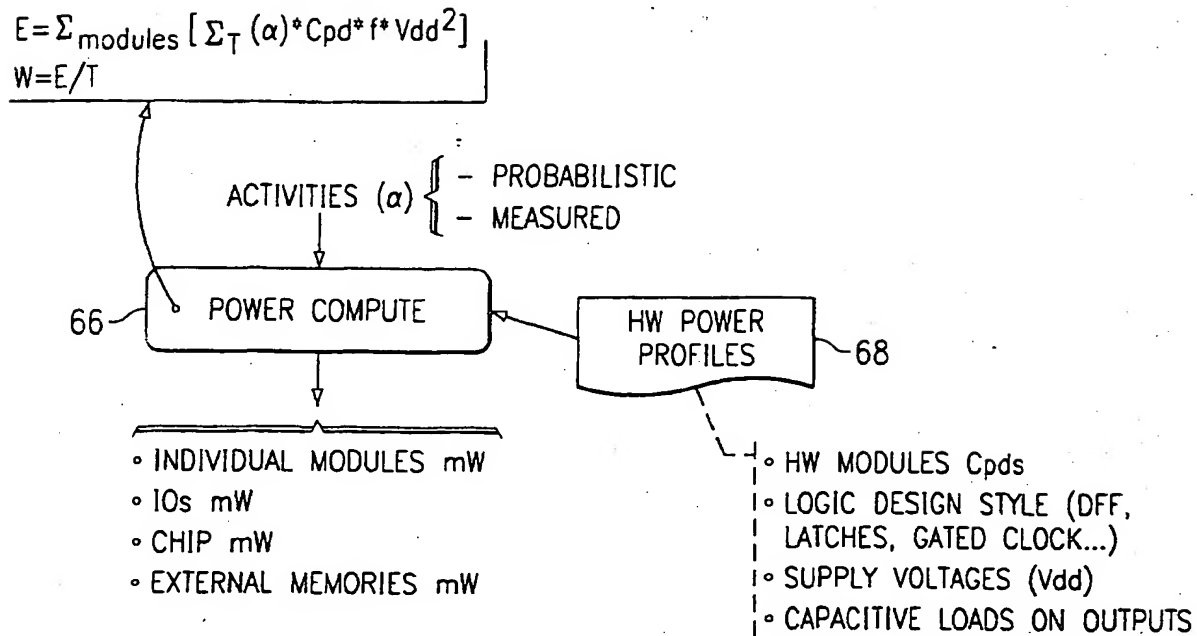 E=Σmodules [ΣT (α)*Cpd*f*Vdd²]
W=E/T
ACTIVITIES (α)
- PROBABILISTIC
- MEASURED
66
POWER COMPUTE
HW POWER
PROFILES
68
∘ INDIVIDUAL MODULES mW
∘ IOs mW
∘ CHIP mW
∘ EXTERNAL MEMORIES mW
∘ HW MODULES Cpds
∘ LOGIC DESIGN STYLE (DFF,
LATCHES, GATED CLOCK...)
∘ SUPPLY VOLTAGES (Vdd)
∘ CAPACITIVE LOADS ON OUTPUTS